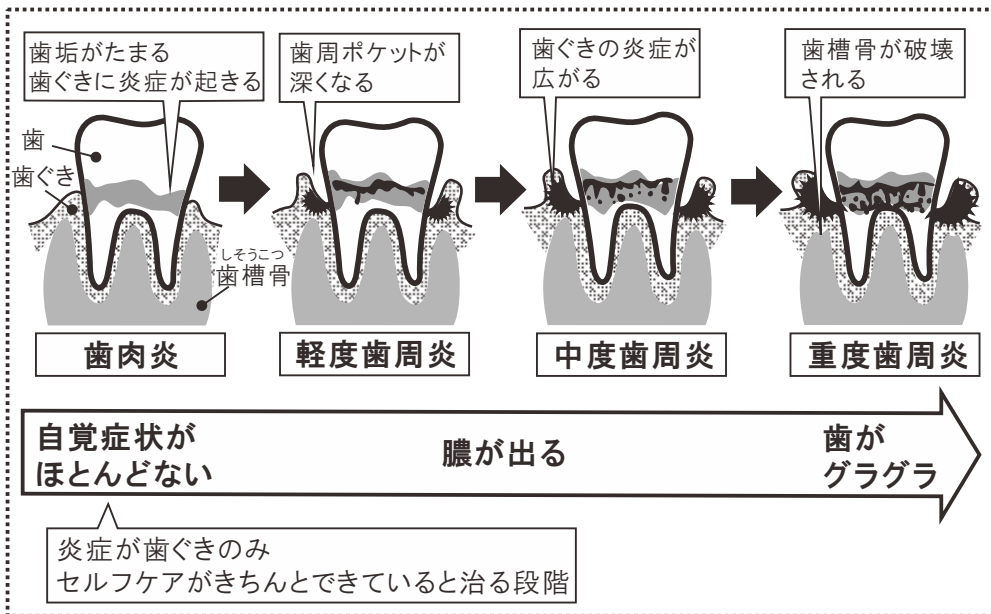 歯垢がたまる
歯ぐきに炎症が起きる
歯周ポケットが
深くなる
歯ぐきの炎症が
広がる
歯槽骨が破壊
される
歯
歯ぐき
しそうこつ
歯槽骨
歯肉炎
軽度歯周炎
中度歯周炎
重度歯周炎
自覚症状が
ほとんどない
膿が出る
歯が
グラグラ
炎症が歯ぐきのみ
セルフケアがきちんとできていると治る段階